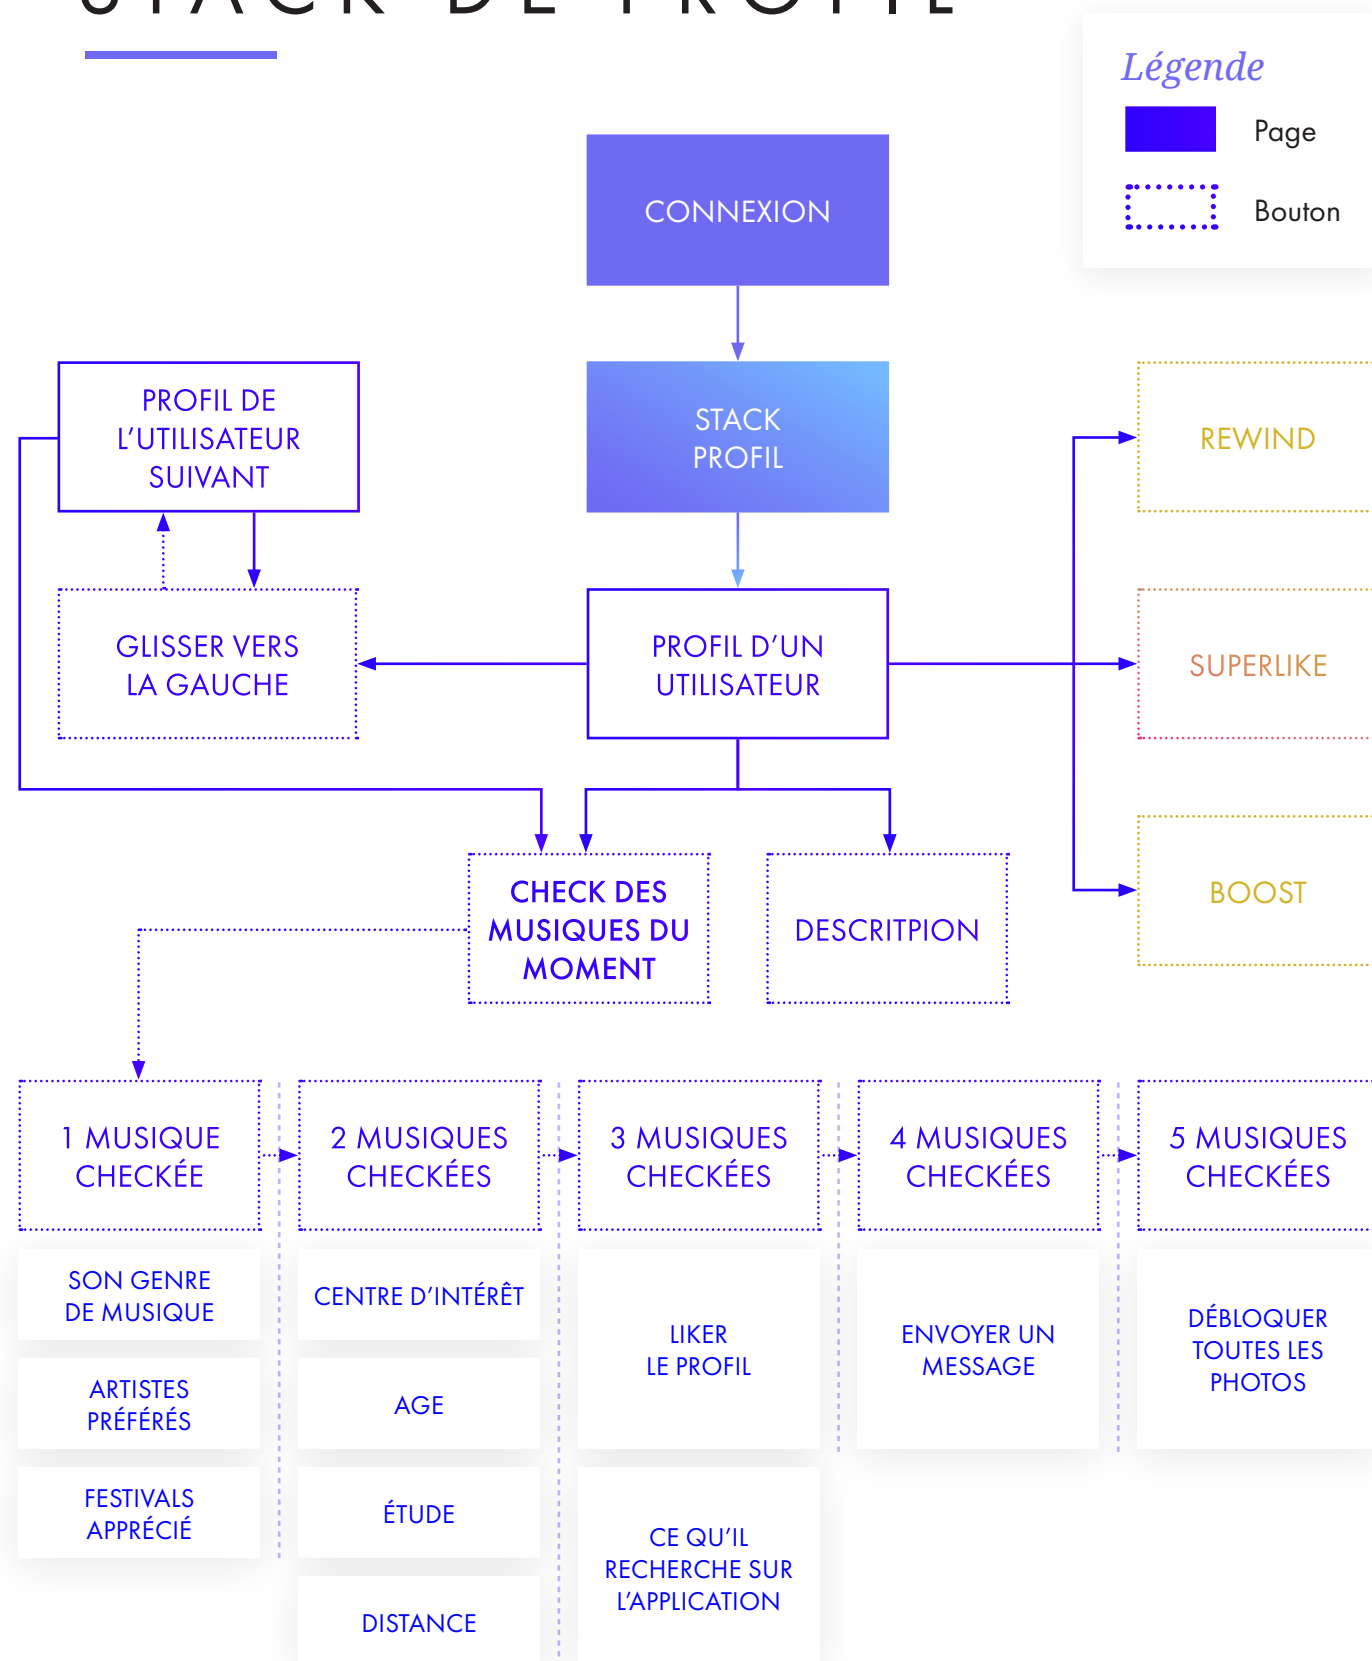 STACK DE PROFIL
Légende
Page
Bouton
CONNEXION
PROFIL DE
L'UTILISATEUR
SUIVANT
STACK
PROFIL
REWIND
GLISSER VERS
LA GAUCHE
PROFIL D'UN
UTILISATEUR
SUPERLIKE
CHECK DES
MUSIQUES DU
MOMENT
DESCRITPION
BOOST
1 MUSIQUE
CHECKÉE
2 MUSIQUES
CHECKÉES
3 MUSIQUES
CHECKÉES
4 MUSIQUES
CHECKÉES
5 MUSIQUES
CHECKÉES
SON GENRE
DE MUSIQUE
ARTISTES
PRÉFÉRÉS
FESTIVALS
APPRÉCIÉ
CENTRE D'INTÉRÊT
AGE
ÉTUDE
DISTANCE
LIKER
LE PROFIL
CE QU'IL
RECHERCHE SUR
L'APPLICATION
ENVOYER UN
MESSAGE
DÉBLOQUER
TOUTES LES
PHOTOS